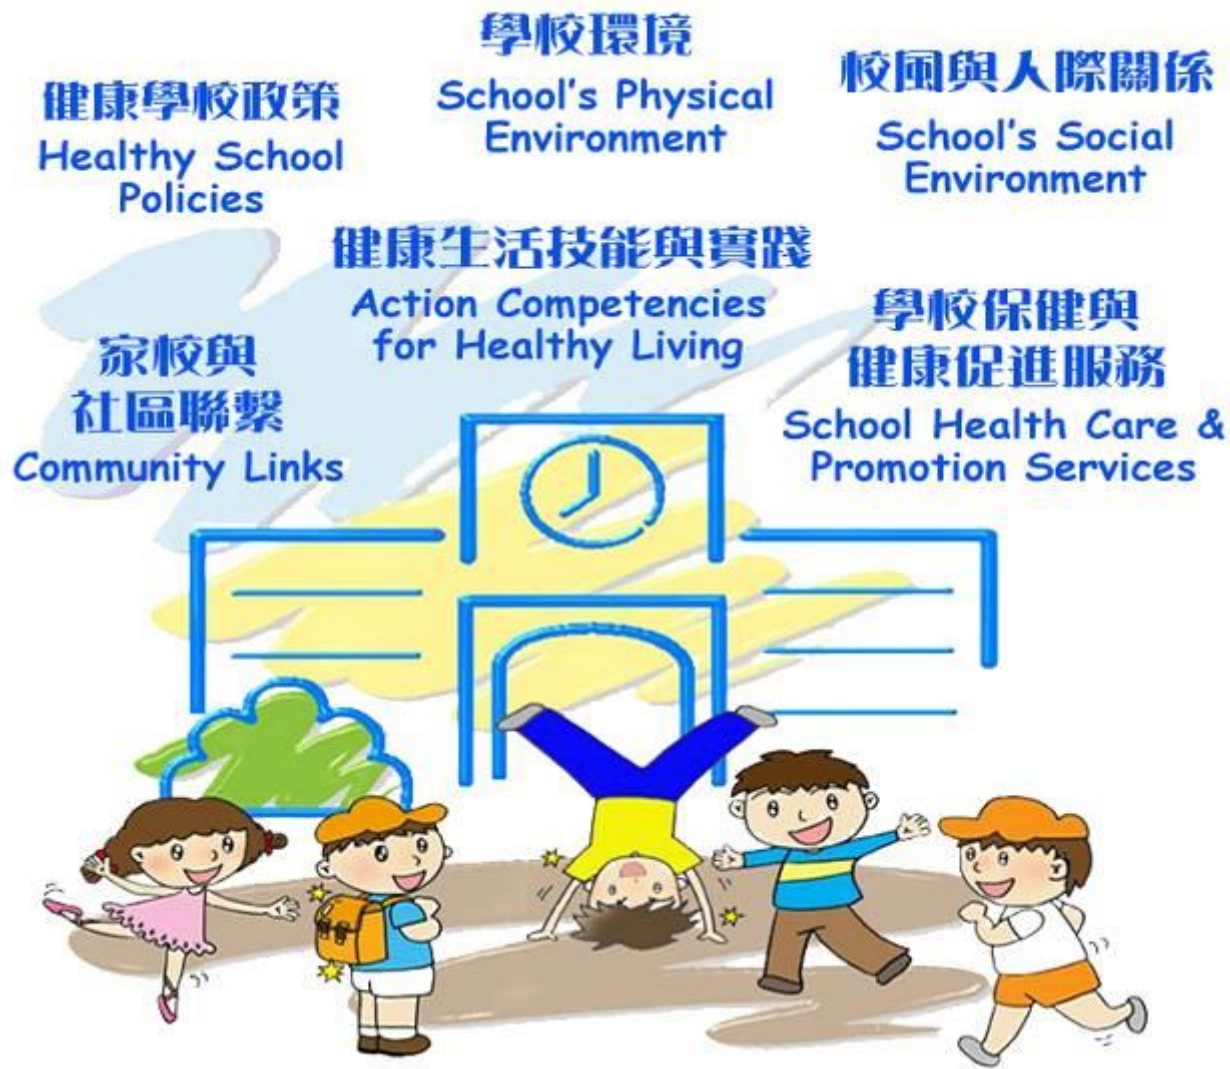 健康學校政策
Healthy School
Policies
學校環境
School's Physical
Environment
校風與人際關係
School's Social
Environment
健康生活技能與實踐
Action Competencies
for Healthy Living
家校與
社區聯繫
Community Links
學校保健與
健康促進服務
School Health Care &
Promotion Services